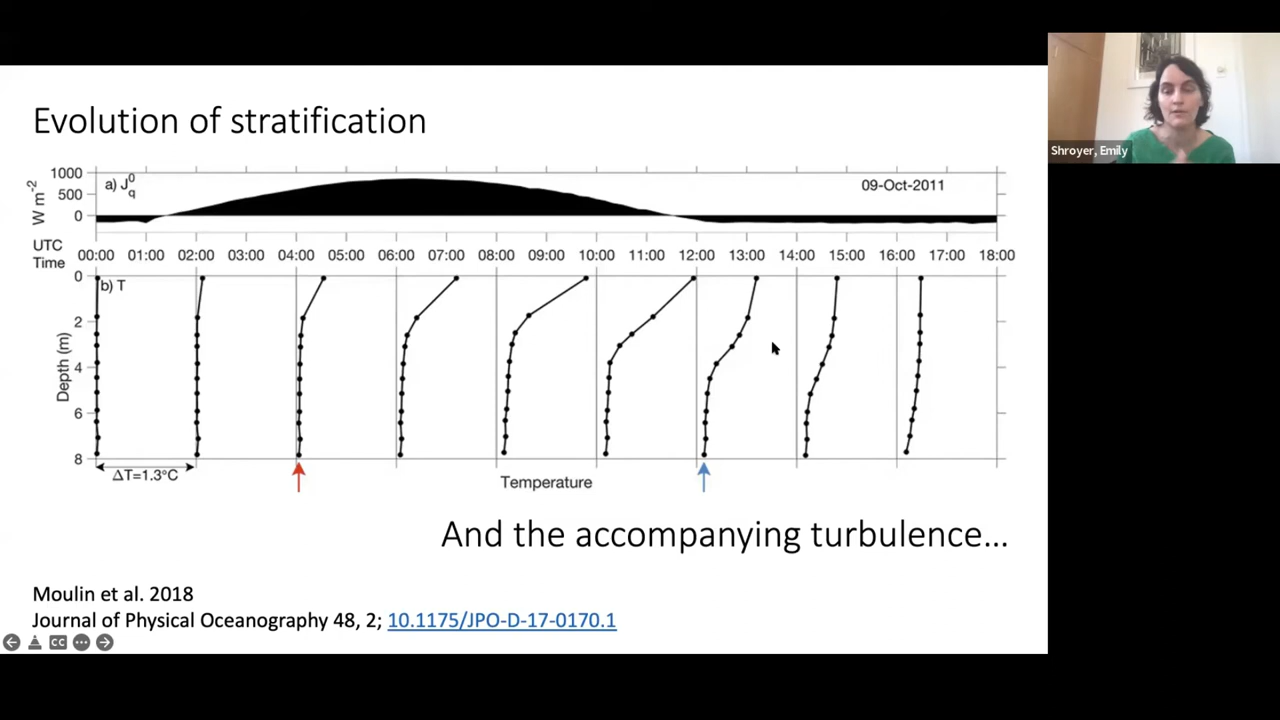 Evolution of stratification
Shroyer, Emily
W m-2
1000
500
0
a) J0q
09-Oct-2011
UTC Time
00:00 01:00 02:00 03:00 04:00 05:00 06:00 07:00 08:00 09:00 10:00 11:00 12:00 13:00 14:00 15:00 16:00 17:00 18:00
b) T
Depth (m)
0
2
4
6
8
ΔT=1.3°C
Temperature
And the accompanying turbulence...
Moulin et al. 2018
Journal of Physical Oceanography 48, 2; 10.1175/JPO-D-17-0170.1
CC